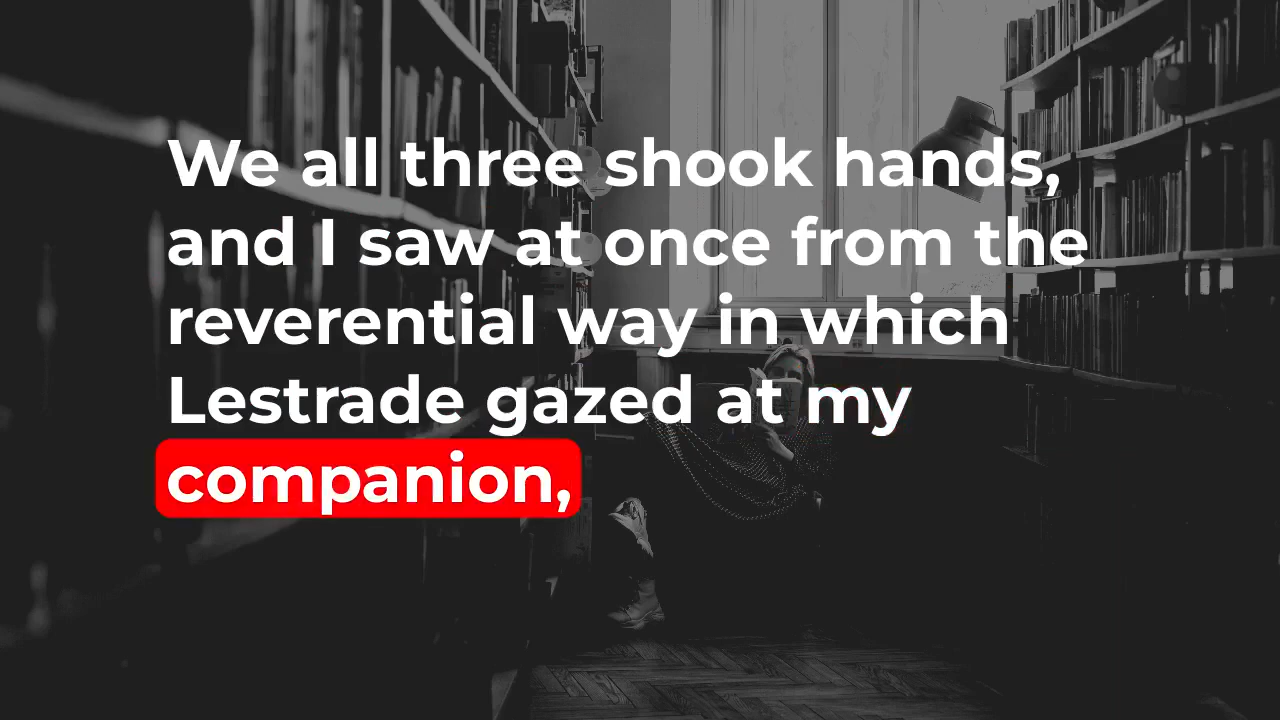 We all three shook hands,
and I saw at once from the
reverential way in which
Lestrade gazed at my
companion,